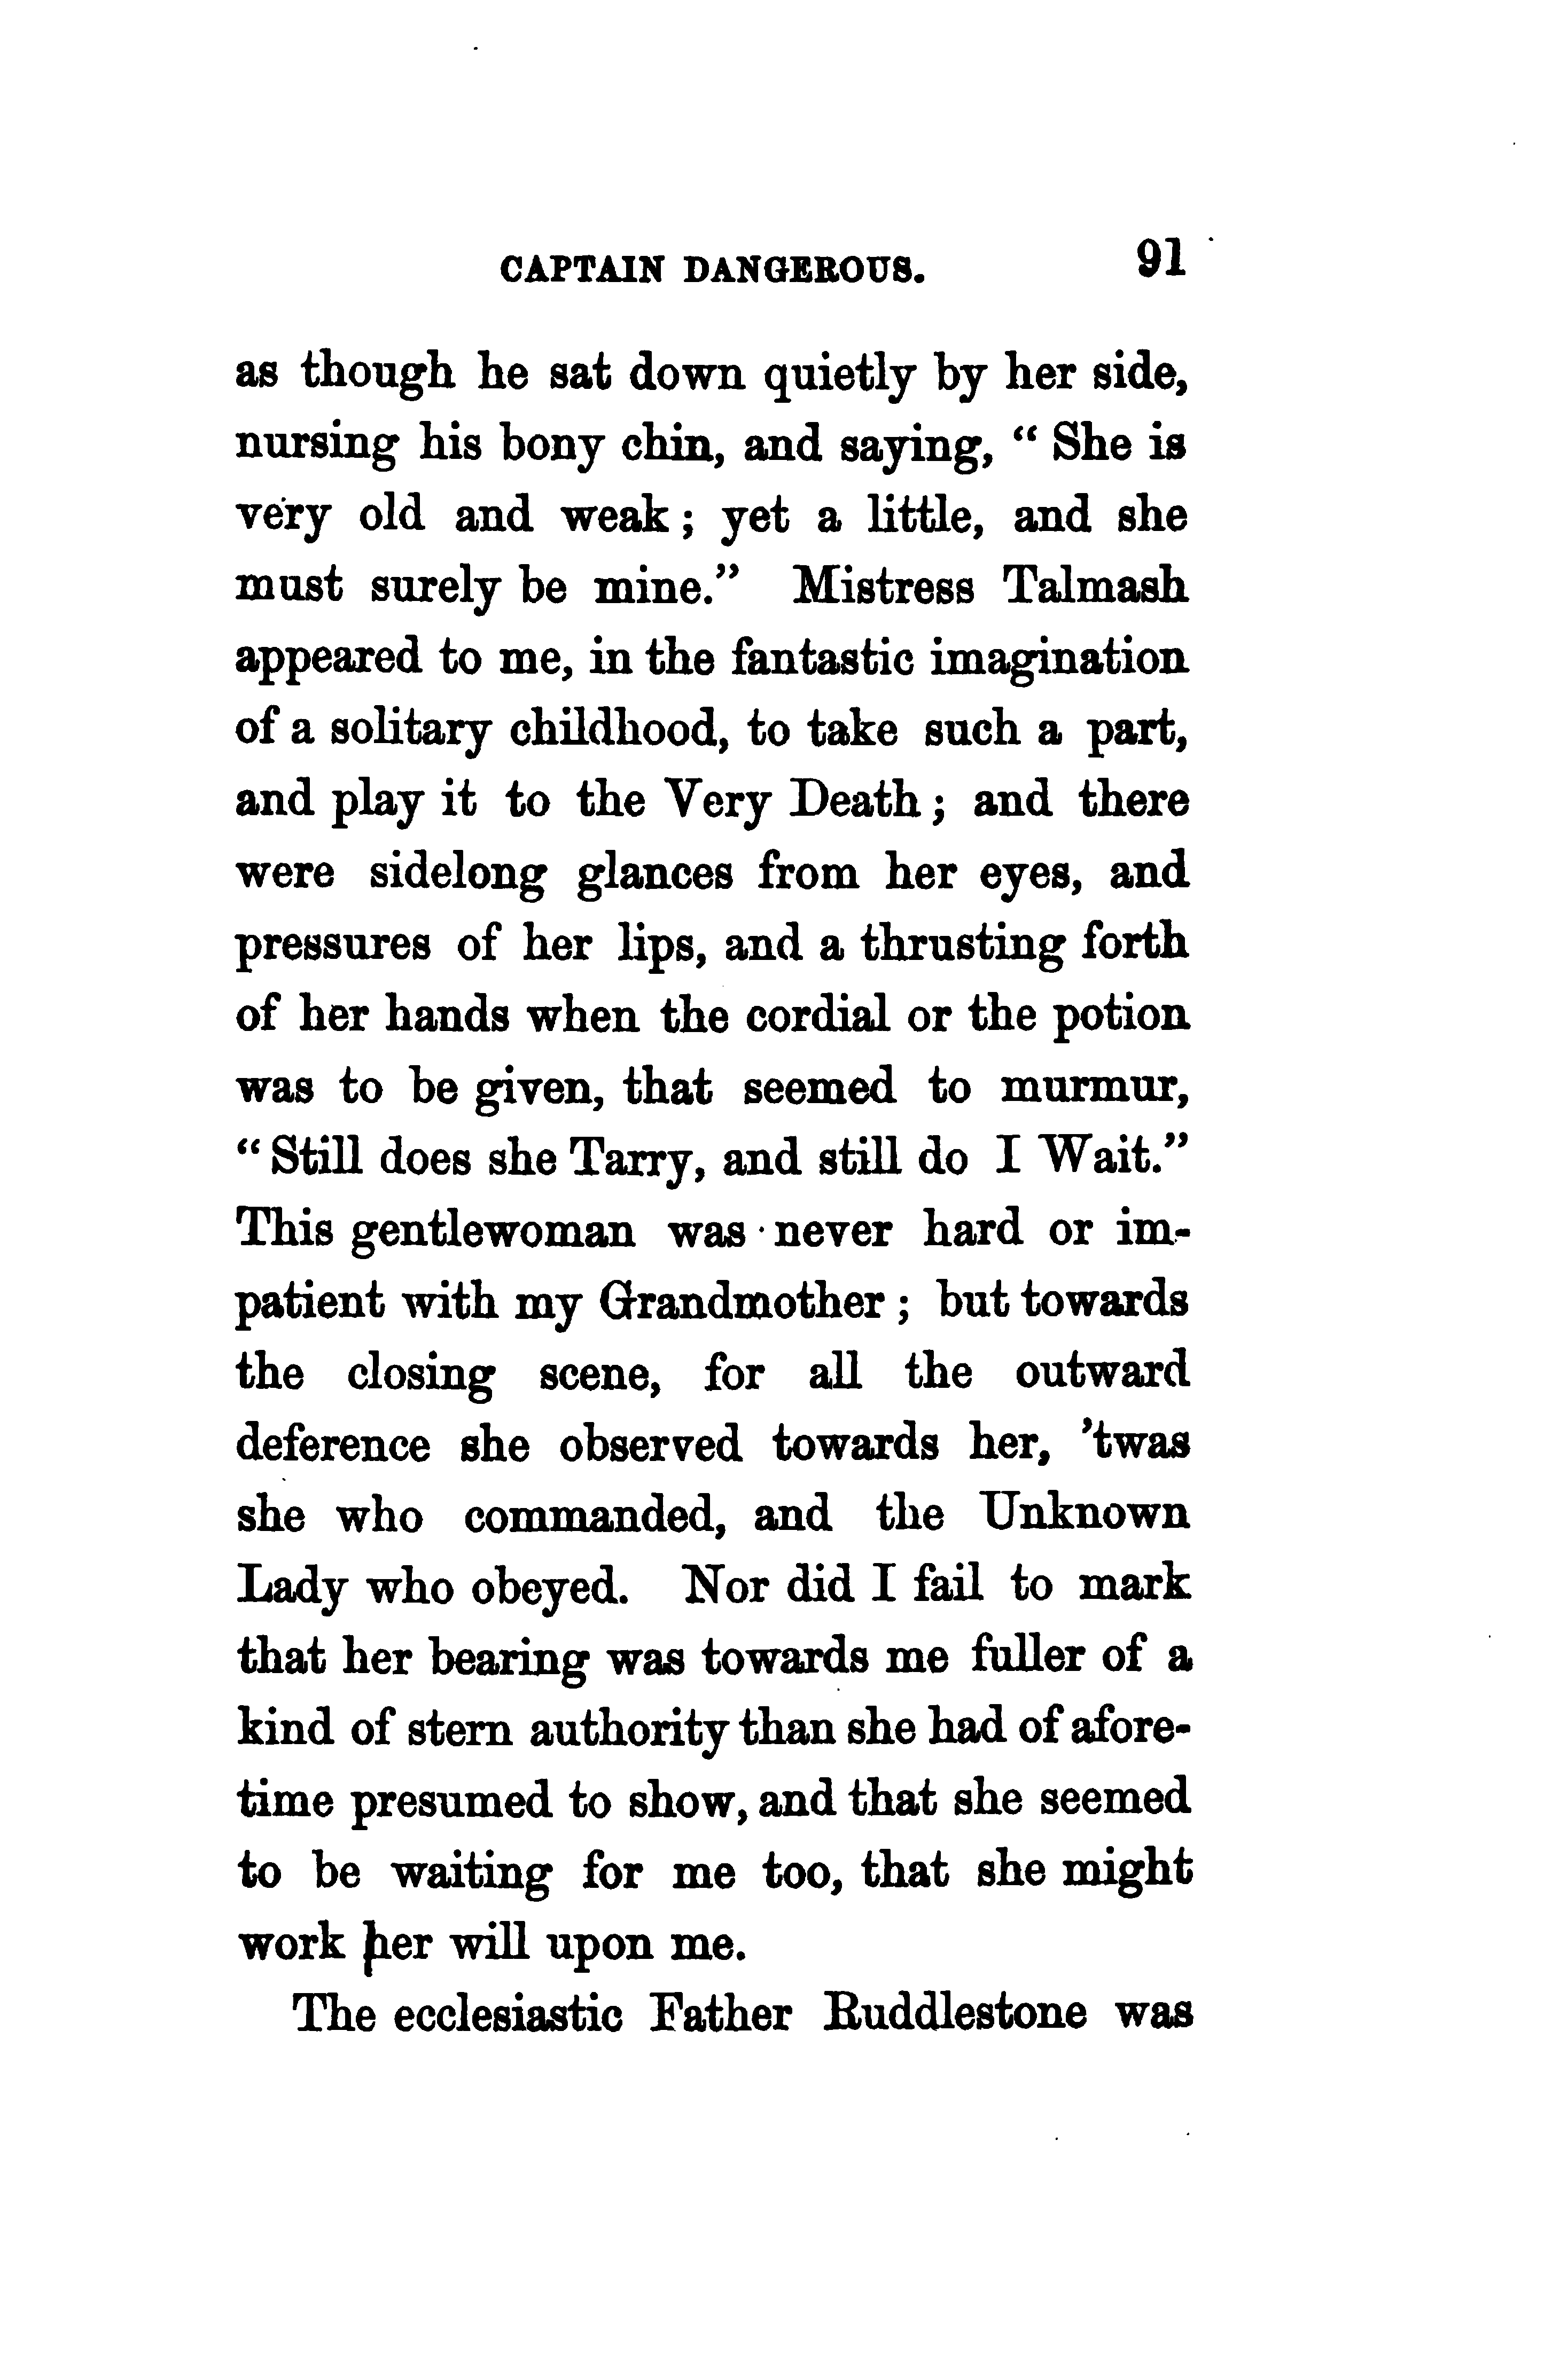 CAPTAIN DANGEROUS. 91
as though he sat down quietly by her side,
nursing his bony chin, and saying, “ She is
very old and weak ; yet a little, and she
must surely be mine.” Mistress Talmash
appeared to me, in the fantastic imagination
of a solitary childhood, to take such a part,
and play it to the Very Death ; and there
were sidelong glances from her eyes, and
pressures of her lips, and a thrusting forth
of her hands when the cordial or the potion
was to be given, that seemed to murmur,
“ Still does she Tarry, and still do I Wait.”
This gentlewoman was never hard or im-
patient with my Grandmother ; but towards
the closing scene, for all the outward
deference she observed towards her, ’twas
she who commanded, and the Unknown
Lady who obeyed. Nor did I fail to mark
that her bearing was towards me fuller of a
kind of stern authority than she had of afore-
time presumed to show, and that she seemed
to be waiting for me too, that she might
work her will upon me.
The ecclesiastic Father Ruddlestone was